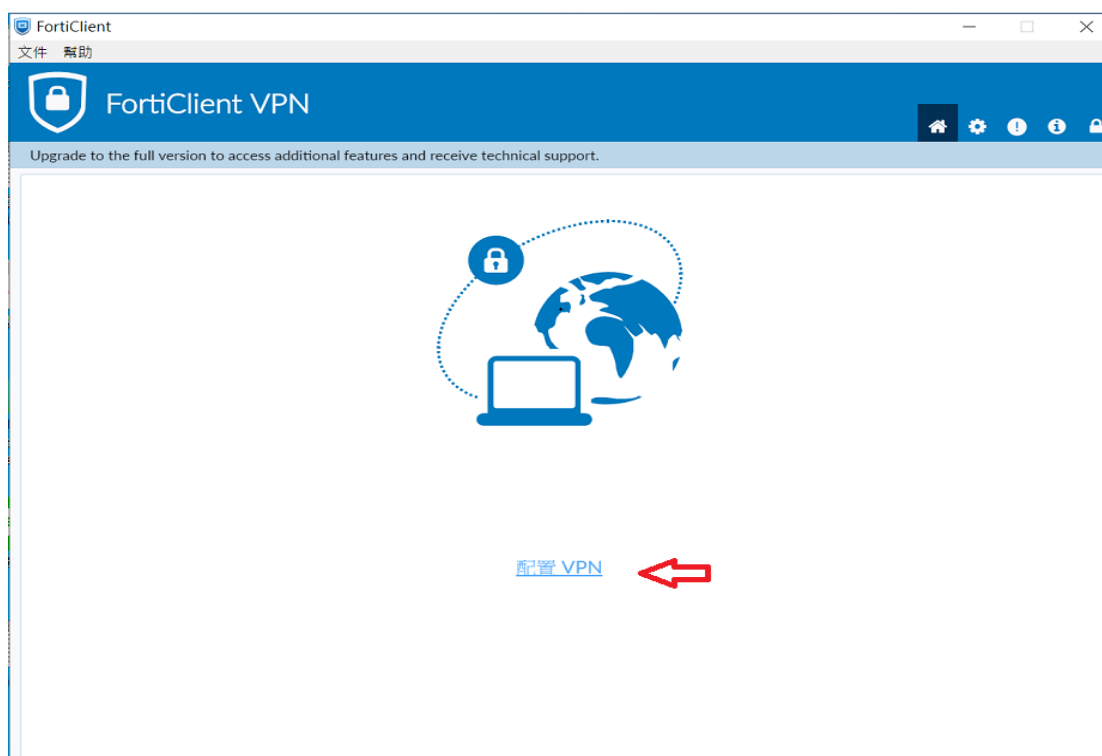 FortiClient
文件 幫助
FortiClient VPN
Upgrade to the full version to access additional features and receive technical support.
配置 VPN